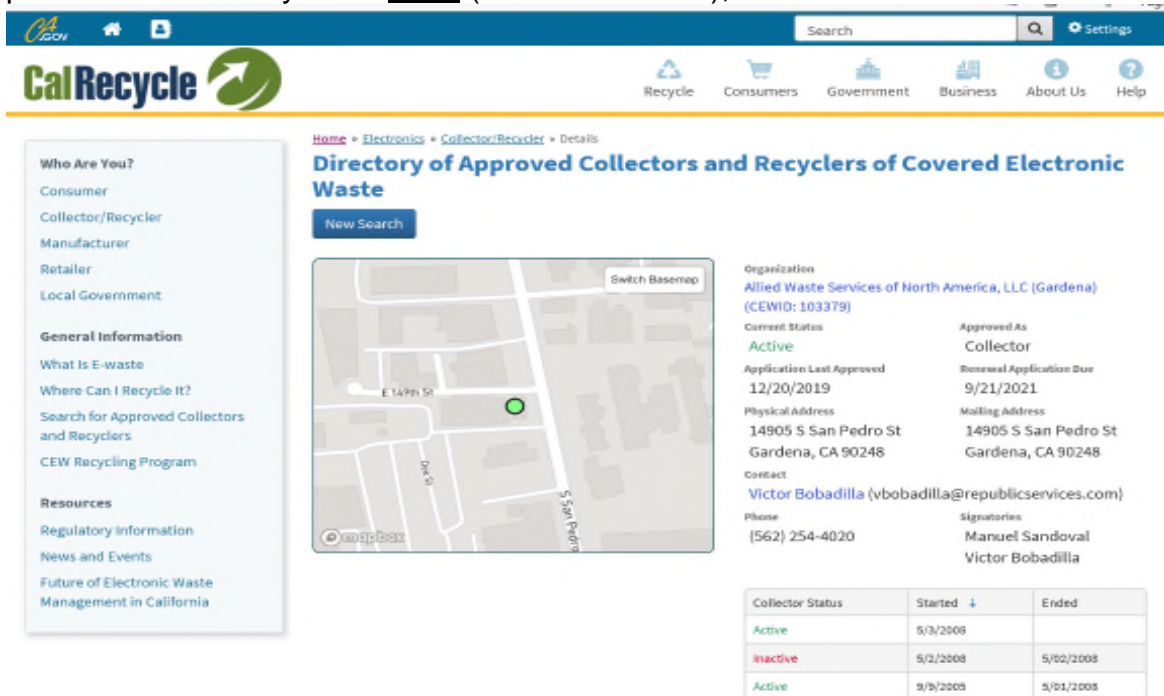 CA.GOV
Search
Settings
CalRecycle
Recycle Consumers Government Business About Us Help
Home » Electronics » Collector/Recycler » Details
Who Are You?
Consumer
Collector/Recycler
Manufacturer
Retailer
Local Government
General Information
What Is E-waste
Where Can I Recycle It?
Search for Approved Collectors
and Recyclers
CEW Recycling Program
Resources
Regulatory Information
News and Events
Future of Electronic Waste
Management in California
Directory of Approved Collectors and Recyclers of Covered Electronic
Waste
New Search
Switch Basemap
E 149th St
Dre St
S San Pedro
mapbox
Organization
Allied Waste Services of North America, LLC (Gardena)
(CEWID: 103379)
Current Status Approved As
Active Collector
Application Last Approved Renewal Application Due
12/20/2019 9/21/2021
Physical Address Mailing Address
14905 S San Pedro St 14905 S San Pedro St
Gardena, CA 90248 Gardena, CA 90248
Contact
Victor Bobadilla (vbobadilla@republicservices.com)
Phone Signatories
(562) 254-4020 Manuel Sandoval
Victor Bobadilla
Collector Status Started ↓ Ended
Active 5/3/2008
Inactive 5/2/2008 5/02/2008
Active 9/9/2005 5/01/2008